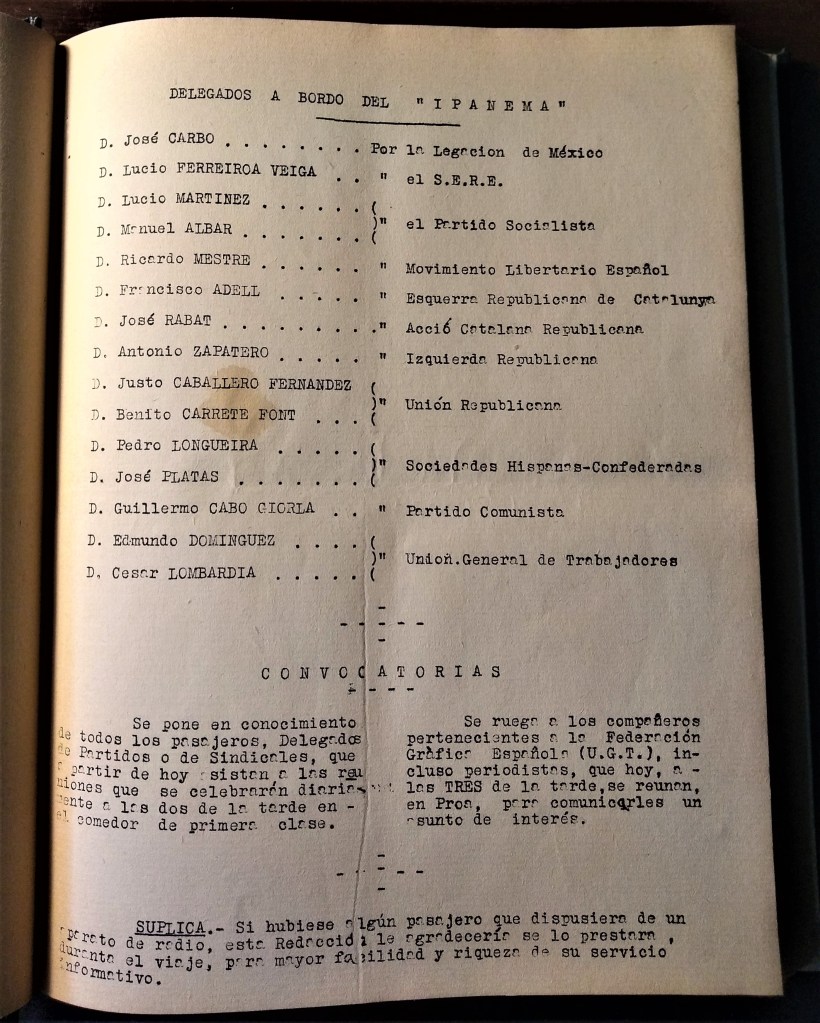 DELEGADOS A BORDO DEL "IPANEMA"
D. José CARBO . . . . . . . . Por la Legacion de México
D. Lucio FERREIROA VEIGA . . " el S.E.R.E.
D. Lucio MARTINEZ . . . . . . (
)" el Partido Socialista
D. Manuel ALBAR . . . . . . . (
D. Ricardo MESTRE . . . . . . " Movimiento Libertario Español
D. Francisco ADELL . . . . . " Esquerra Republicana de Catalunya
D. José RABAT . . . . . . . . ." Acció Catalana Republicana
D. Antonio ZAPATERO . . . . . " Izquierda Republicana
D. Justo CABALLERO FERNANDEZ (
)" Unión Republicana
D. Benito CARRETE FONT . . . (
D. Pedro LONGUEIRA . . . . . (
)" Sociedades Hispanas-Confederadas
D. José PLATAS . . . . . . . (
D. Guillermo CABO GIORLA . . " Partido Comunista
D. Edmundo DOMINGUEZ . . . . (
)" Unioñ.General de Trabajadores
D. Cesar LOMBARDIA . . . . . (
CONVOCATORIAS
Se pone en conocimiento
de todos los pasajeros, Delegados
de Partidos o de Sindicales, que
a partir de hoy asistan a las reu
niones que se celebrarán diaria-
mente a las dos de la tarde en -
el comedor de primera clase.
Se ruega a los compañeros
pertenecientes a la Federación
Gràfica Española (U.G.T.), in-
cluso periodistas, que hoy, a -
las TRES de la tarde,se reunan,
en Proa, para comunicarles un
asunto de interés.
SUPLICA.- Si hubiese algún pasajero que dispusiera de un
aparato de radio, esta Redacción le agradecería se lo prestara ,
durante el viaje, para mayor facilidad y riqueza de su servicio
informativo.